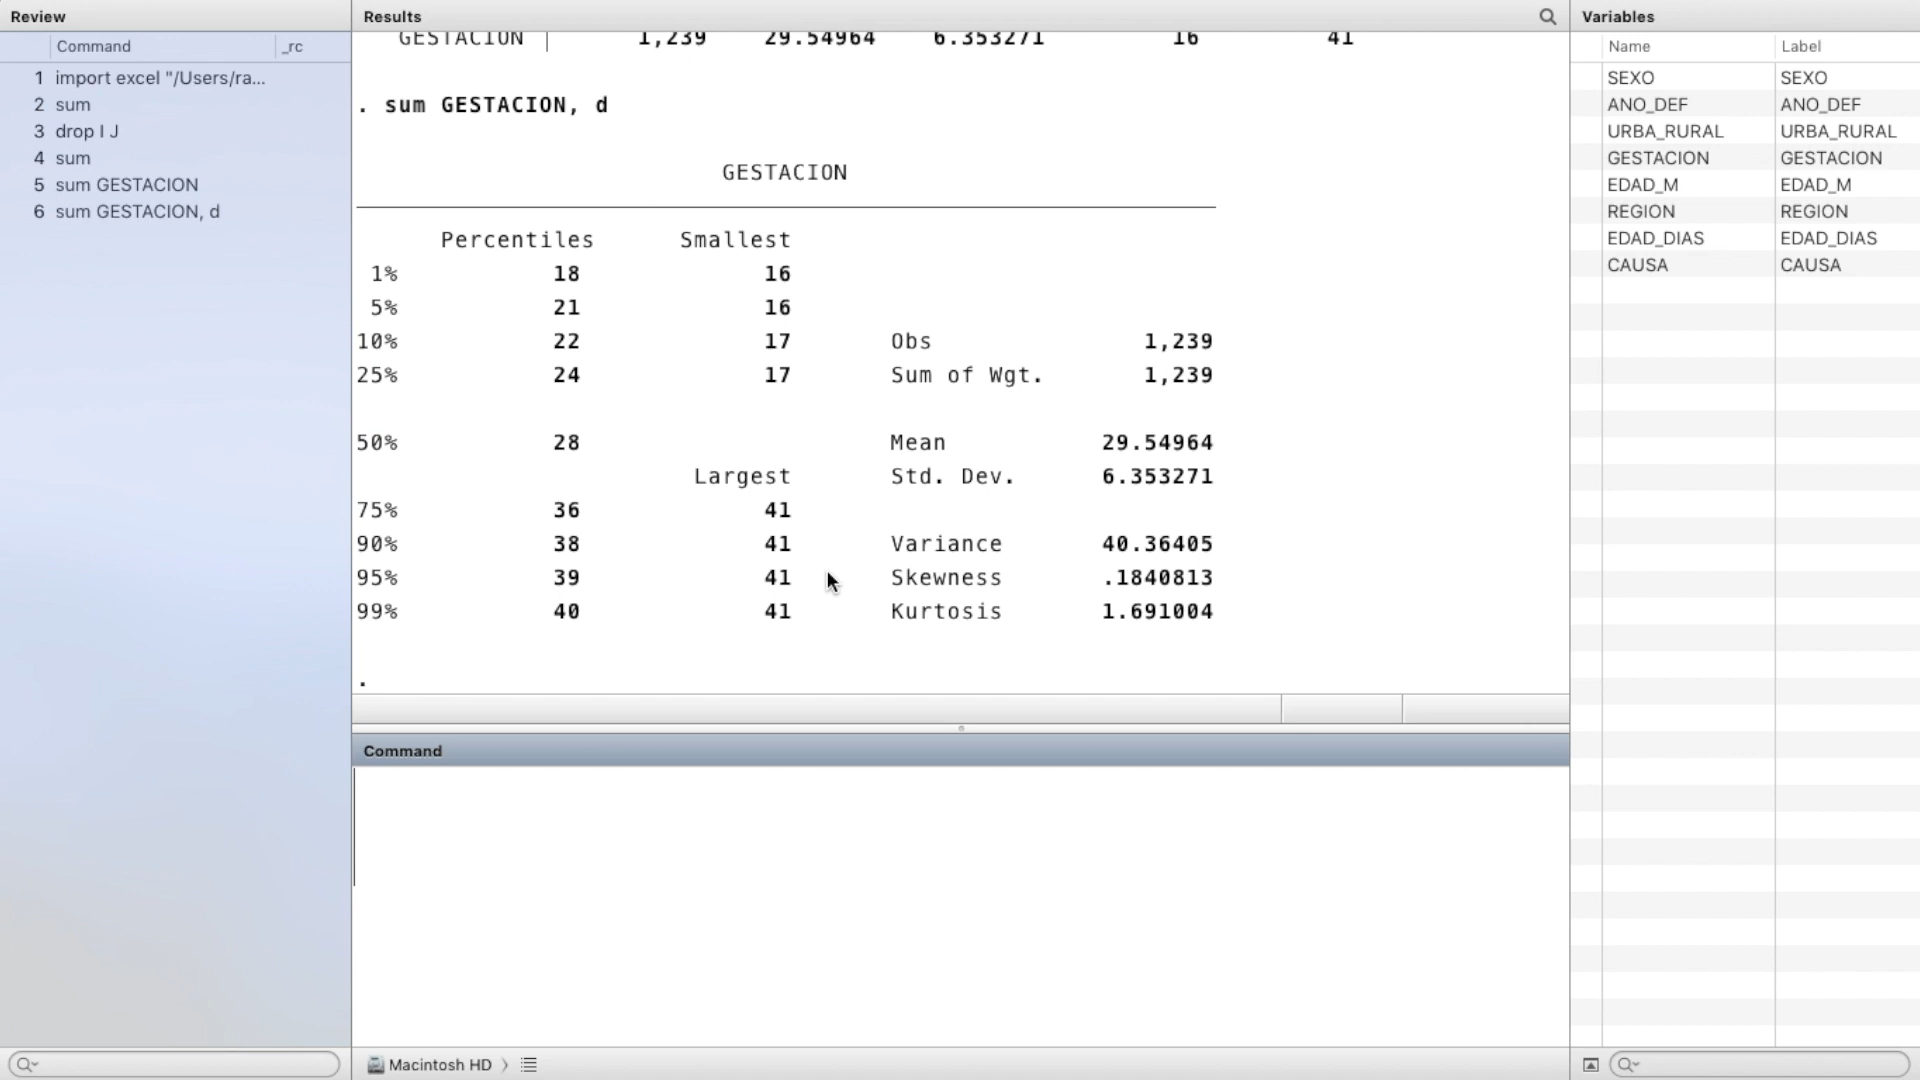 Review
Command _rc
1 import excel "/Users/ra...
2 sum
3 drop I J
4 sum
5 sum GESTACION
6 sum GESTACION, d
Results
GESTACION | 1,239 29.54964 6.353271 16 41
. sum GESTACION, d
GESTACION
Percentiles Smallest
1% 18 16
5% 21 16
10% 22 17 Obs 1,239
25% 24 17 Sum of Wgt. 1,239
50% 28 Mean 29.54964
Largest Std. Dev. 6.353271
75% 36 41
90% 38 41 Variance 40.36405
95% 39 41 Skewness .1840813
99% 40 41 Kurtosis 1.691004
.
Command
Macintosh HD
Variables
Name Label
SEXO SEXO
ANO_DEF ANO_DEF
URBA_RURAL URBA_RURAL
GESTACION GESTACION
EDAD_M EDAD_M
REGION REGION
EDAD_DIAS EDAD_DIAS
CAUSA CAUSA